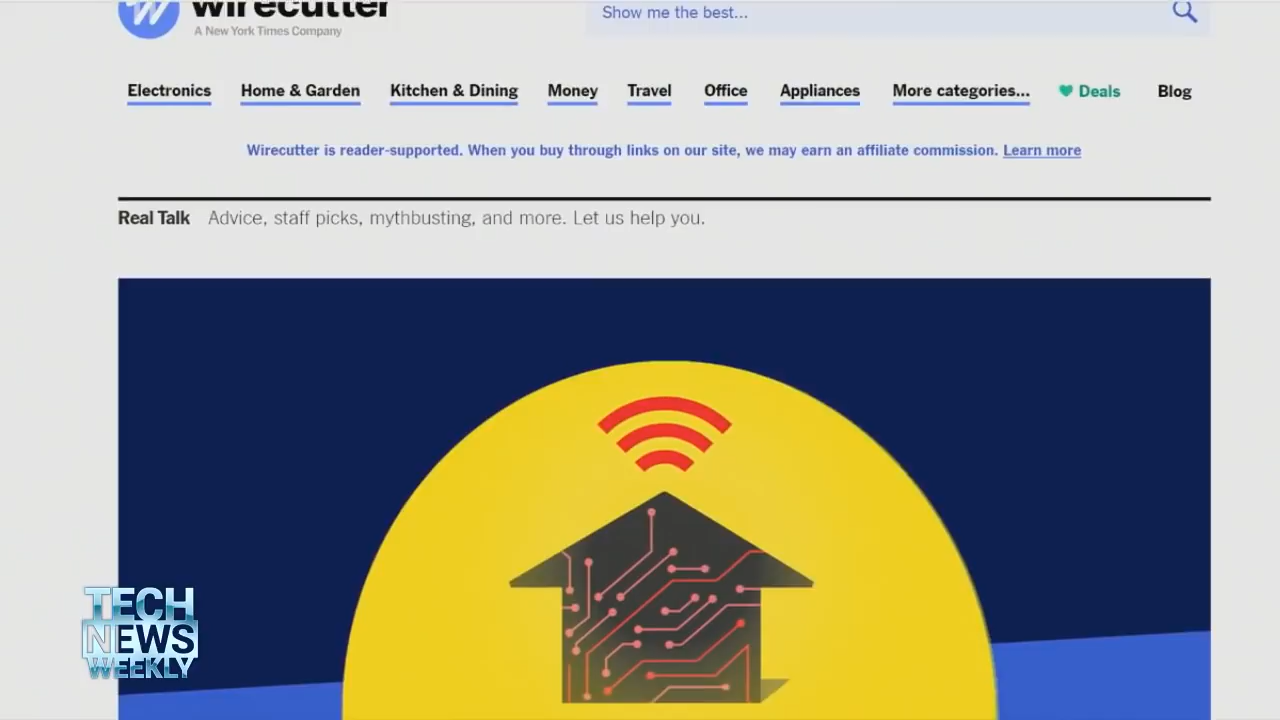 wirecutter
A New York Times Company
Show me the best...
Electronics Home & Garden Kitchen & Dining Money Travel Office Appliances More categories... Deals Blog
Wirecutter is reader-supported. When you buy through links on our site, we may earn an affiliate commission. Learn more
Real Talk Advice, staff picks, mythbusting, and more. Let us help you.
TECH
NEWS
WEEKLY